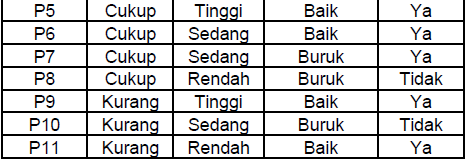 P5 Cukup Tinggi Baik Ya
P6 Cukup Sedang Baik Ya
P7 Cukup Sedang Buruk Ya
P8 Cukup Rendah Buruk Tidak
P9 Kurang Tinggi Baik Ya
P10 Kurang Sedang Buruk Tidak
P11 Kurang Rendah Baik Ya